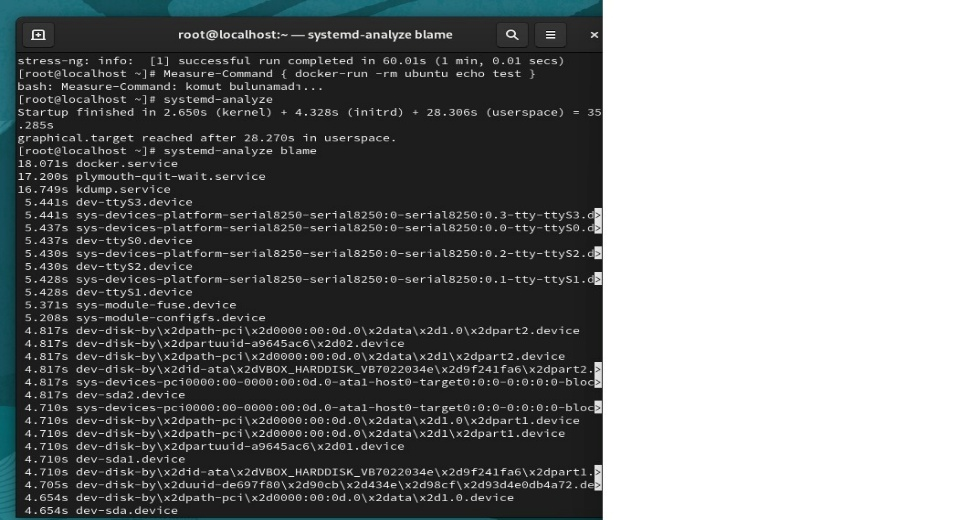 root@localhost:~ — systemd-analyze blame
stress-ng: info:  [1] successful run completed in 60.01s (1 min, 0.01 secs)
[root@localhost ~]# Measure-Command { docker-run -rm ubuntu echo test }
bash: Measure-Command: komut bulunamadı...
[root@localhost ~]# systemd-analyze
Startup finished in 2.650s (kernel) + 4.328s (initrd) + 28.306s (userspace) = 35
.285s
graphical.target reached after 28.270s in userspace.
[root@localhost ~]# systemd-analyze blame
18.071s docker.service
17.200s plymouth-quit-wait.service
16.749s kdump.service
 5.441s dev-ttyS3.device
 5.441s sys-devices-platform-serial8250-serial8250:0-serial8250:0.3-tty-ttyS3.d>
 5.437s sys-devices-platform-serial8250-serial8250:0-serial8250:0.0-tty-ttyS0.d>
 5.437s dev-ttyS0.device
 5.430s sys-devices-platform-serial8250-serial8250:0-serial8250:0.2-tty-ttyS2.d>
 5.430s dev-ttyS2.device
 5.428s sys-devices-platform-serial8250-serial8250:0-serial8250:0.1-tty-ttyS1.d>
 5.428s dev-ttyS1.device
 5.371s sys-module-fuse.device
 5.208s sys-module-configfs.device
 4.817s dev-disk-by\x2dpath-pci\x2d0000:00:0d.0\x2data\x2d1.0\x2dpart2.device
 4.817s dev-disk-by\x2dpartuuid-a9645ac6\x2d02.device
 4.817s dev-disk-by\x2dpath-pci\x2d0000:00:0d.0\x2data\x2d1\x2dpart2.device
 4.817s dev-disk-by\x2did-ata\x2dVBOX_HARDDISK_VB7022034e\x2d9f241fa6\x2dpart2.>
 4.817s sys-devices-pci0000:00-0000:00:0d.0-ata1-host0-target0:0:0-0:0:0:0-bloc>
 4.817s dev-sda2.device
 4.710s sys-devices-pci0000:00-0000:00:0d.0-ata1-host0-target0:0:0-0:0:0:0-bloc>
 4.710s dev-disk-by\x2dpath-pci\x2d0000:00:0d.0\x2data\x2d1.0\x2dpart1.device
 4.710s dev-disk-by\x2dpath-pci\x2d0000:00:0d.0\x2data\x2d1\x2dpart1.device
 4.710s dev-disk-by\x2dpartuuid-a9645ac6\x2d01.device
 4.710s dev-sda1.device
 4.710s dev-disk-by\x2did-ata\x2dVBOX_HARDDISK_VB7022034e\x2d9f241fa6\x2dpart1.>
 4.705s dev-disk-by\x2duuid-de697f80\x2d90cb\x2d434e\x2d98cf\x2d93d4e0db4a72.de>
 4.654s dev-disk-by\x2dpath-pci\x2d0000:00:0d.0\x2data\x2d1.0.device
 4.654s dev-sda.device